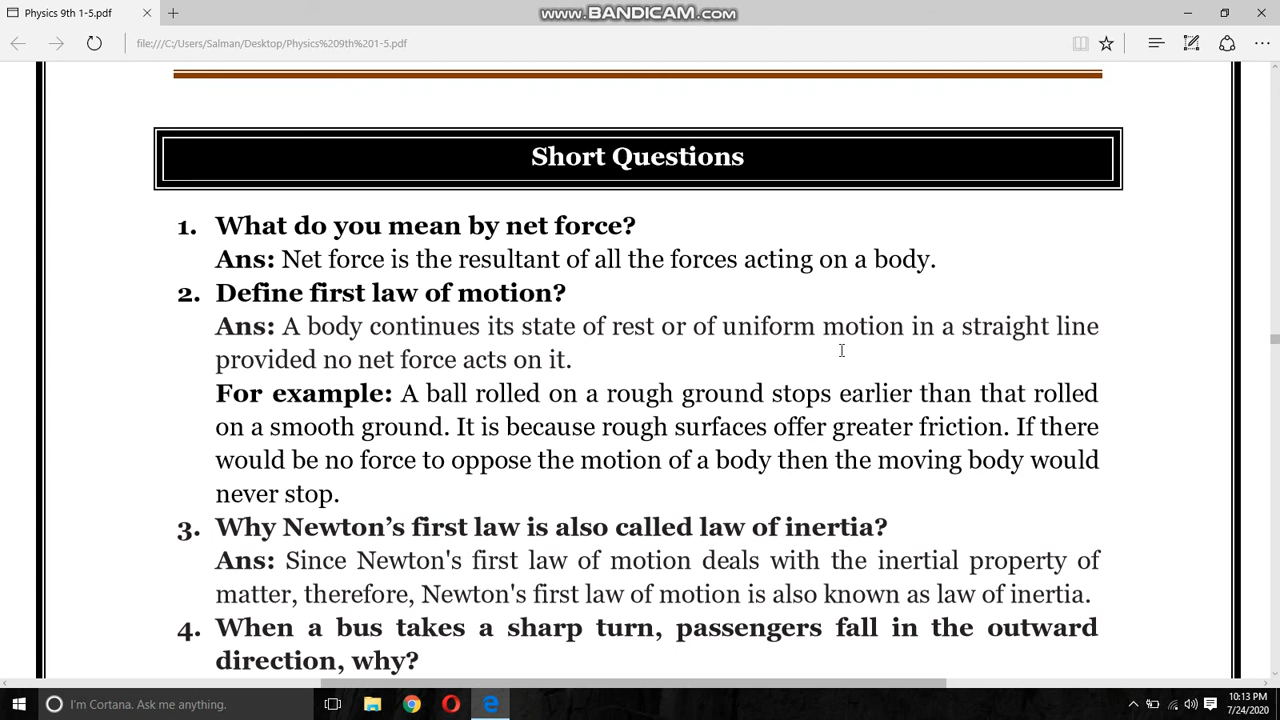 Physics 9th 1-5.pdf
www.BANDICAM.com
file:///C:/Users/Salman/Desktop/Physics%209th%201-5.pdf
Short Questions
1. What do you mean by net force?
Ans: Net force is the resultant of all the forces acting on a body.
2. Define first law of motion?
Ans: A body continues its state of rest or of uniform motion in a straight line
provided no net force acts on it.
For example: A ball rolled on a rough ground stops earlier than that rolled
on a smooth ground. It is because rough surfaces offer greater friction. If there
would be no force to oppose the motion of a body then the moving body would
never stop.
3. Why Newton’s first law is also called law of inertia?
Ans: Since Newton's first law of motion deals with the inertial property of
matter, therefore, Newton's first law of motion is also known as law of inertia.
4. When a bus takes a sharp turn, passengers fall in the outward
direction, why?
I'm Cortana. Ask me anything.
10:13 PM
7/24/2020